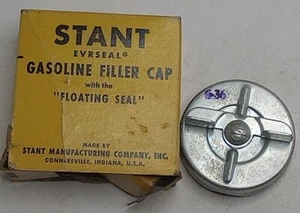 STANT
EVRSEAL®
GASOLINE FILLER CAP
with the
"FLOATING SEAL"
MADE BY
STANT MANUFACTURING COMPANY, INC.
CONNERSVILLE, INDIANA, U.S.A.
G36